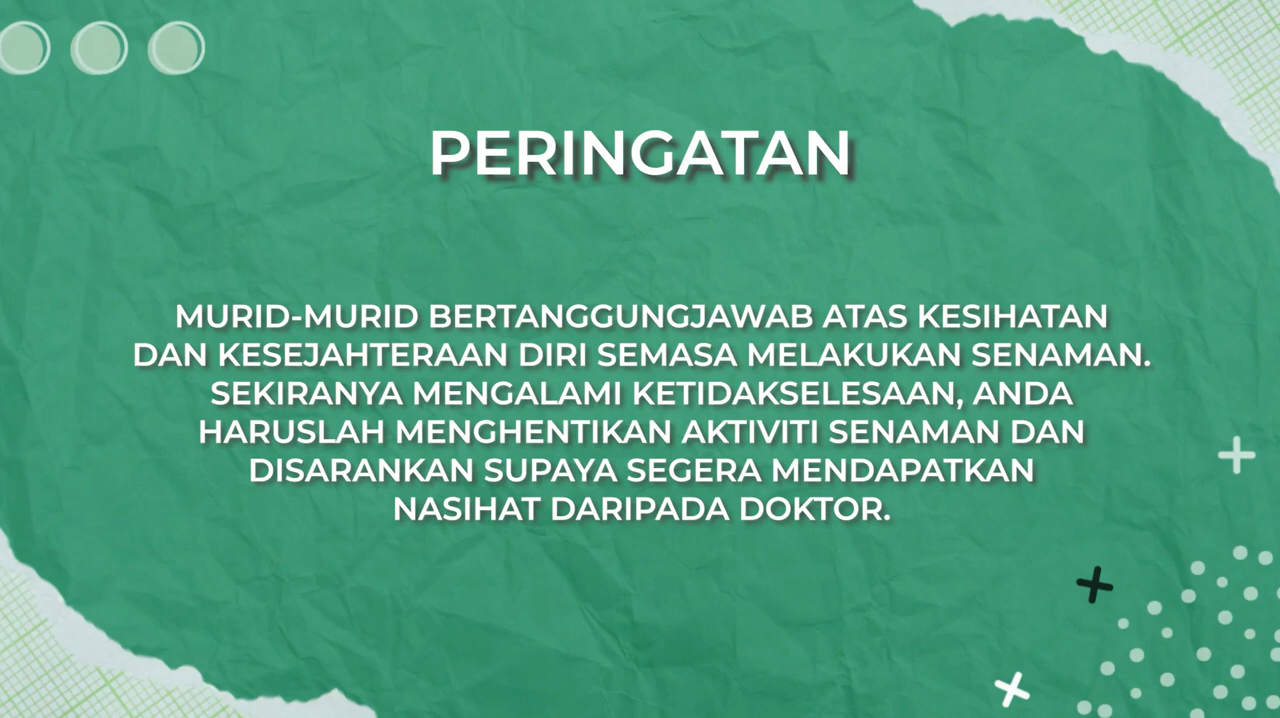 PERINGATAN
MURID-MURID BERTANGGUNGJAWAB ATAS KESIHATAN
DAN KESEJAHTERAAN DIRI SEMASA MELAKUKAN SENAMAN.
SEKIRANYA MENGALAMI KETIDAKSELESAAN, ANDA
HARUSLAH MENGHENTIKAN AKTIVITI SENAMAN DAN
DISARANKAN SUPAYA SEGERA MENDAPATKAN
NASIHAT DARIPADA DOKTOR.